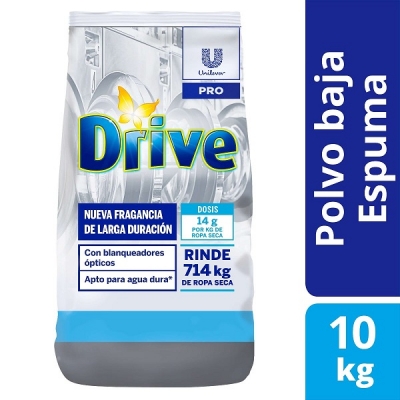 Unilever
PRO
Drive
NUEVA FRAGANCIA
DE LARGA DURACIÓN
Con blanqueadores
ópticos
Apto para agua dura*
DOSIS
14 g
POR KG DE
ROPA SECA
RINDE
714 kg
DE ROPA SECA
Polvo baja
Espuma
10
kg